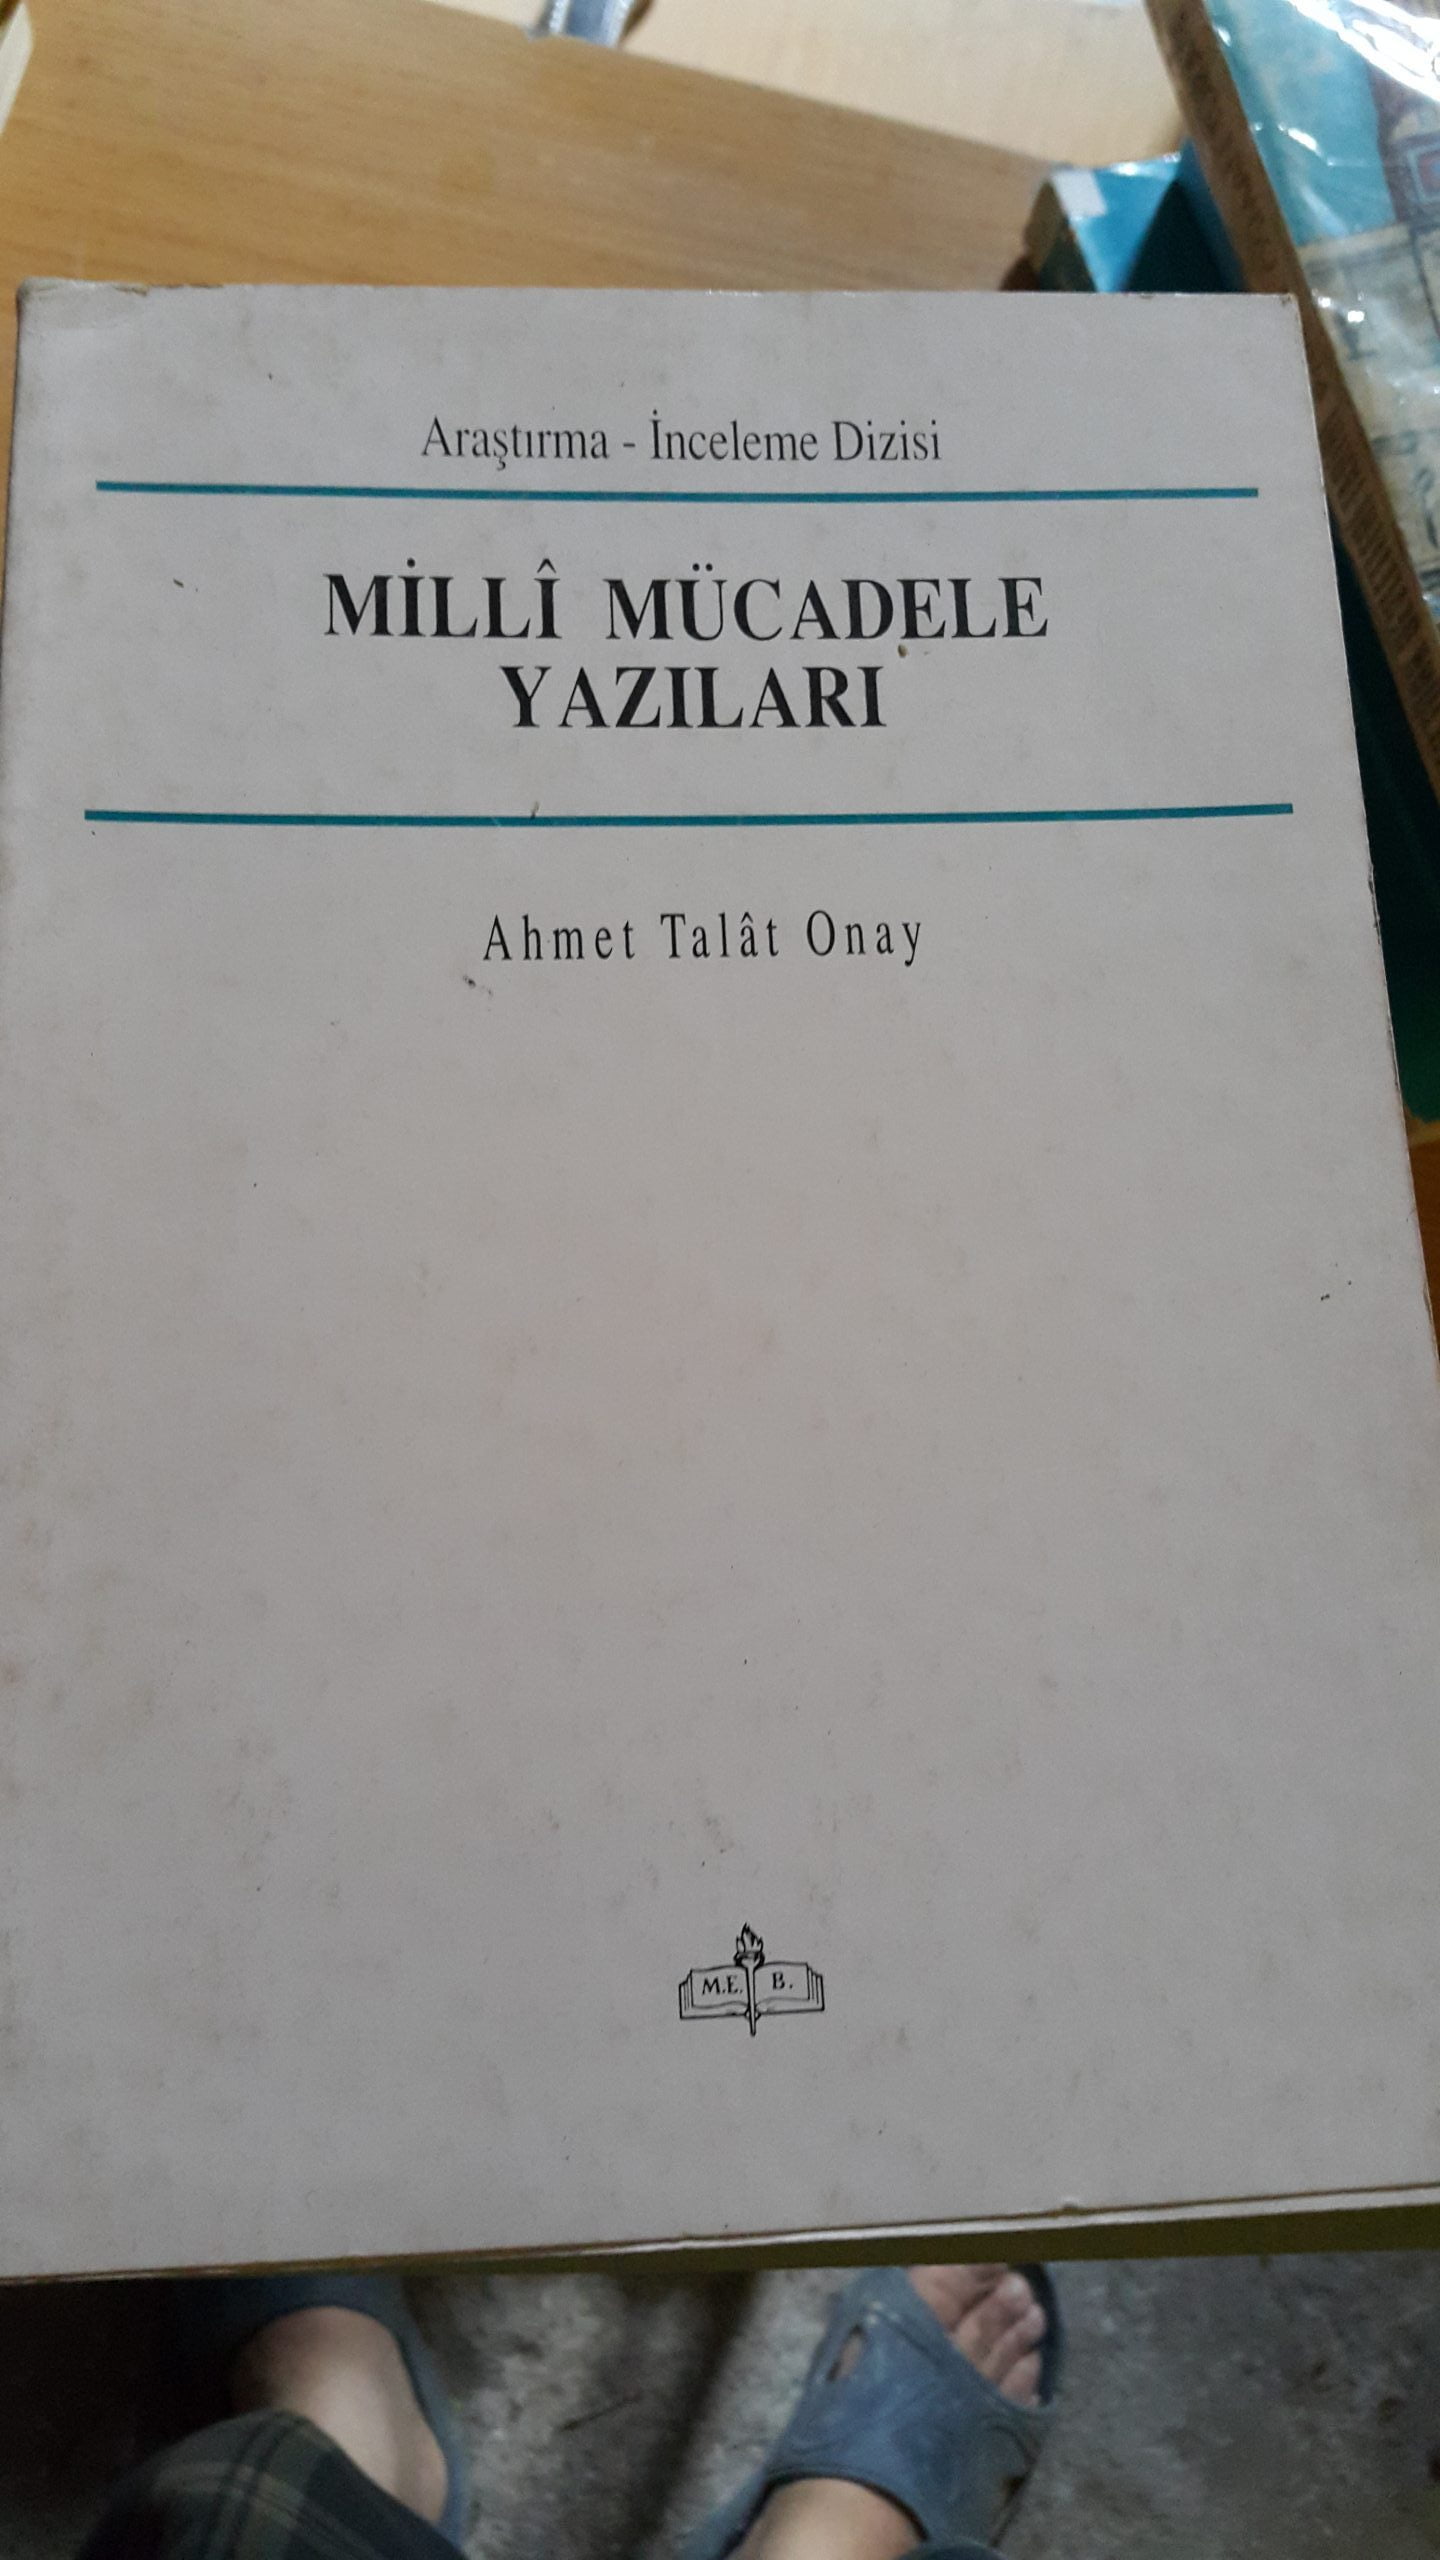 Araştırma - İnceleme Dizisi
MİLLÎ MÜCADELE
YAZILARI
Ahmet Talât Onay
M.E. B.